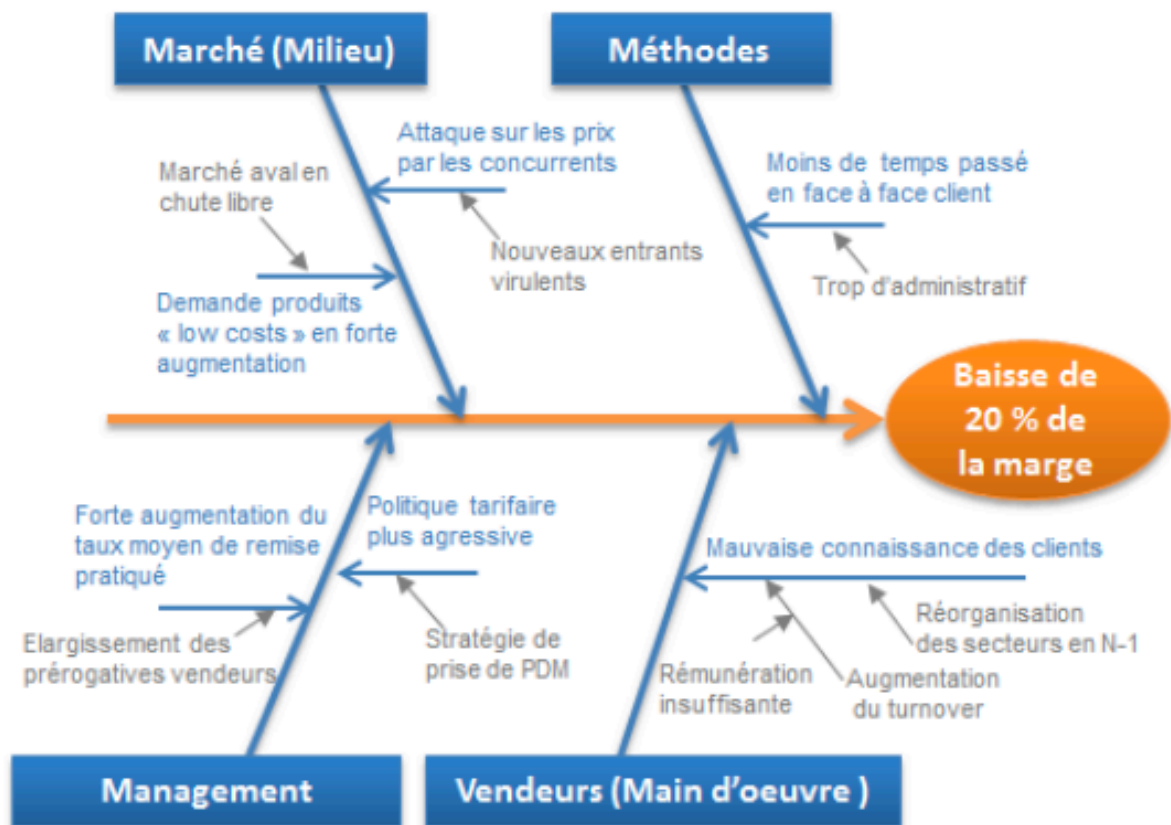 Marché (Milieu)
Méthodes
Attaque sur les prix
par les concurrents
Marché aval en
chute libre
Moins de temps passé
en face à face client
Nouveaux entrants
virulents
Trop d'administratif
Demande produits
« low costs » en forte
augmentation
Baisse de
20 % de
la marge
Forte augmentation du
taux moyen de remise
pratiqué
Politique tarifaire
plus agressive
Mauvaise connaissance des clients
Elargissement des
prérogatives vendeurs
Stratégie de
prise de PDM
Réorganisation
des secteurs en N-1
Rémunération
insuffisante
Augmentation
du turnover
Management
Vendeurs (Main d'oeuvre )